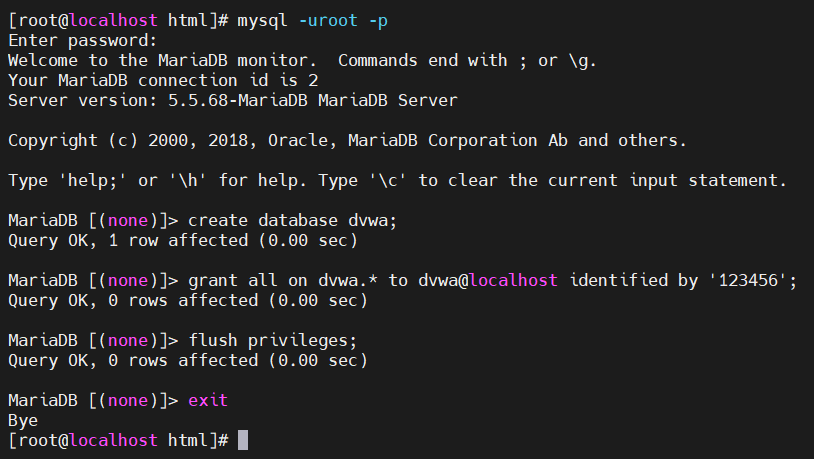 [root@localhost html]# mysql -uroot -p
Enter password:
Welcome to the MariaDB monitor.  Commands end with ; or \g.
Your MariaDB connection id is 2
Server version: 5.5.68-MariaDB MariaDB Server
Copyright (c) 2000, 2018, Oracle, MariaDB Corporation Ab and others.
Type 'help;' or '\h' for help. Type '\c' to clear the current input statement.
MariaDB [(none)]> create database dvwa;
Query OK, 1 row affected (0.00 sec)
MariaDB [(none)]> grant all on dvwa.* to dvwa@localhost identified by '123456';
Query OK, 0 rows affected (0.00 sec)
MariaDB [(none)]> flush privileges;
Query OK, 0 rows affected (0.00 sec)
MariaDB [(none)]> exit
Bye
[root@localhost html]#